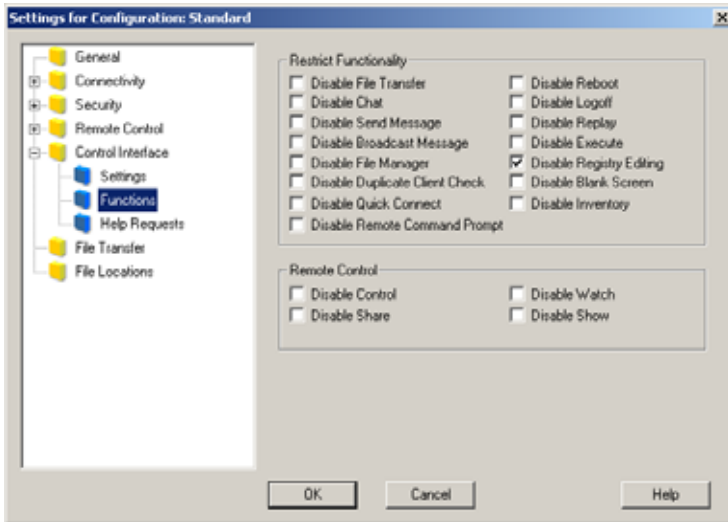 Settings for Configuration: Standard
General
Connectivity
Security
Remote Control
Control Interface
Settings
Functions
Help Requests
File Transfer
File Locations
Restrict Functionality
Disable File Transfer
Disable Chat
Disable Send Message
Disable Broadcast Message
Disable File Manager
Disable Duplicate Client Check
Disable Quick Connect
Disable Remote Command Prompt
Disable Reboot
Disable Logoff
Disable Replay
Disable Execute
Disable Registry Editing
Disable Blank Screen
Disable Inventory
Remote Control
Disable Control
Disable Share
Disable Watch
Disable Show
OK
Cancel
Help